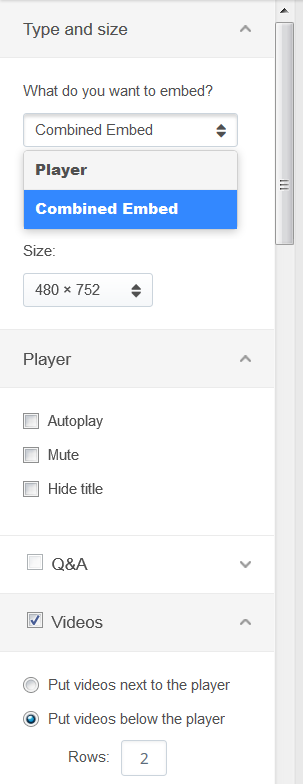 Type and size
What do you want to embed?
Combined Embed
Player
Combined Embed
Size:
480 × 752
Player
Autoplay
Mute
Hide title
Q&A
Videos
Put videos next to the player
Put videos below the player
Rows: 2